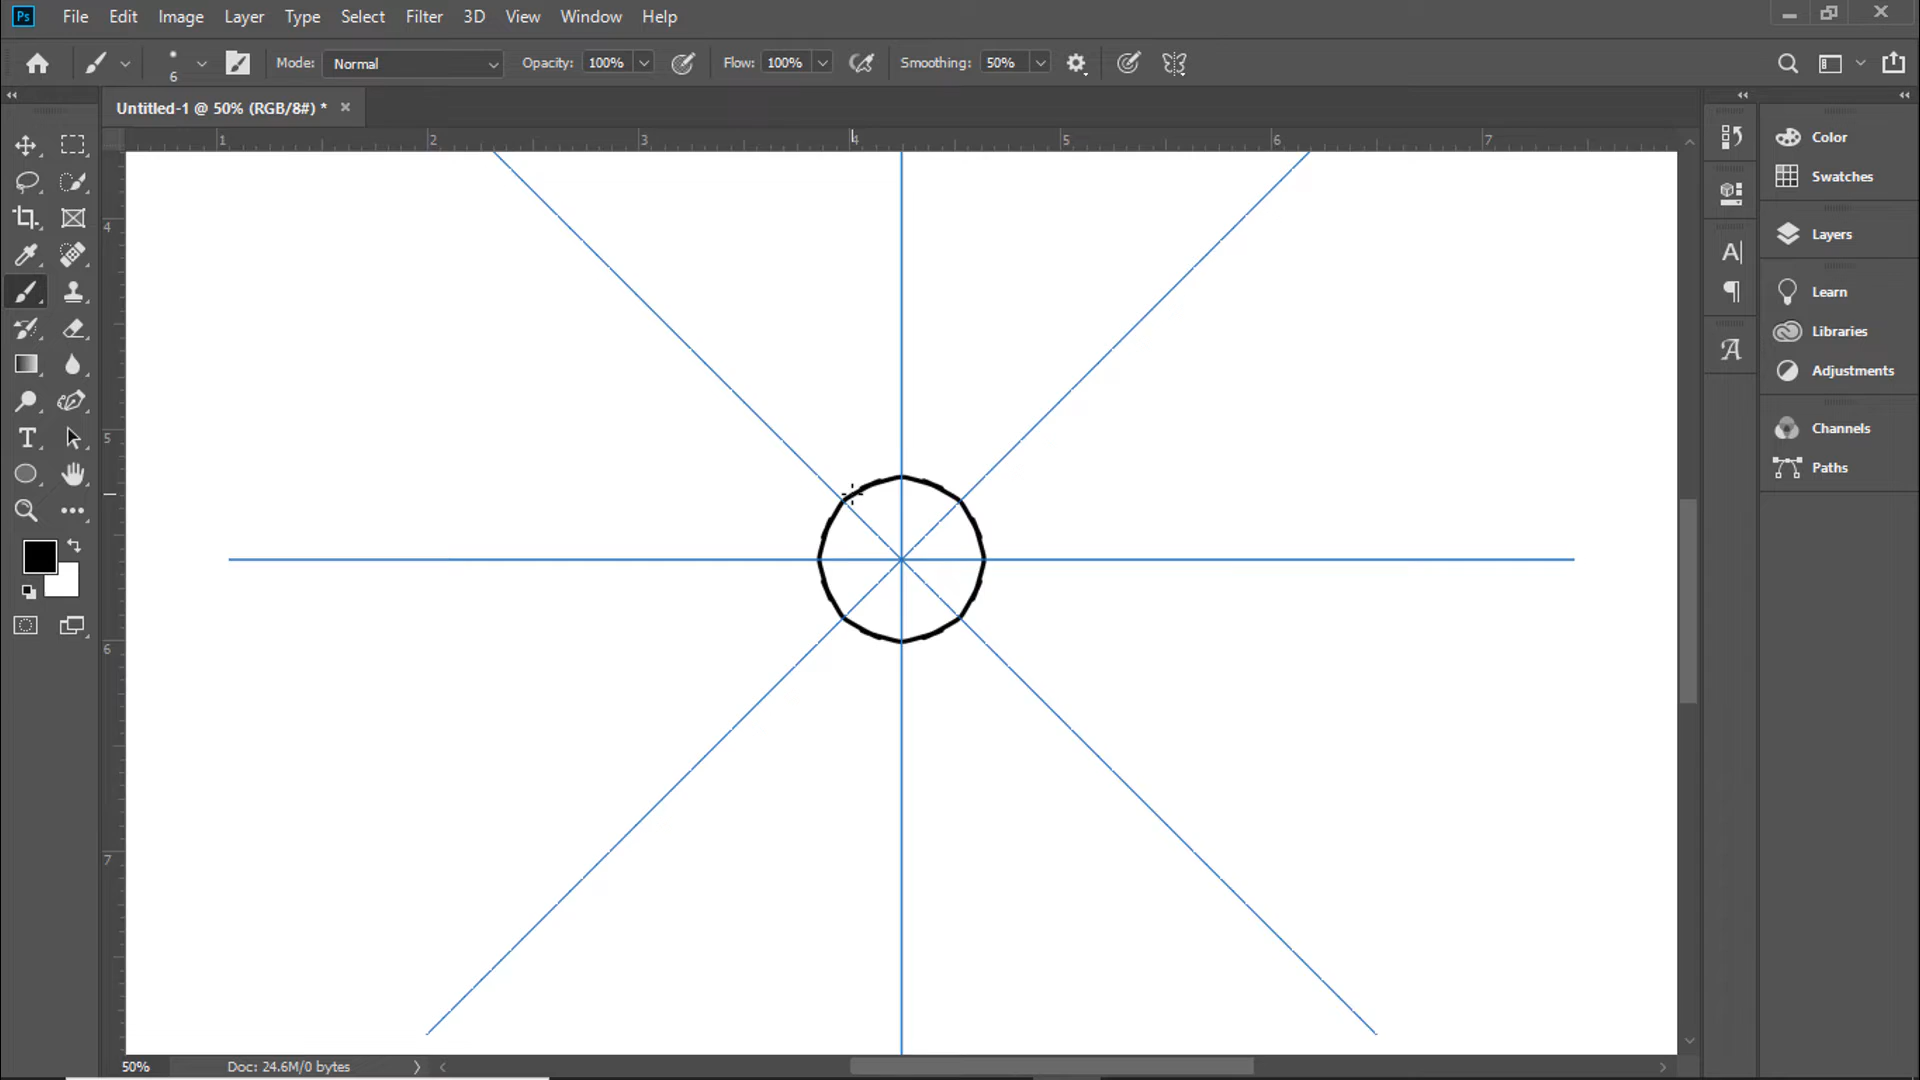 Ps File Edit Image Layer Type Select Filter 3D View Window Help
6 Mode: Normal Opacity: 100% Flow: 100% Smoothing: 50%
Untitled-1 @ 50% (RGB/8#) *
1 2 3 4 5 6 7
4
5
6
7
Color
Swatches
Layers
Learn
Libraries
Adjustments
Channels
Paths
50% Doc: 24.6M/0 bytes